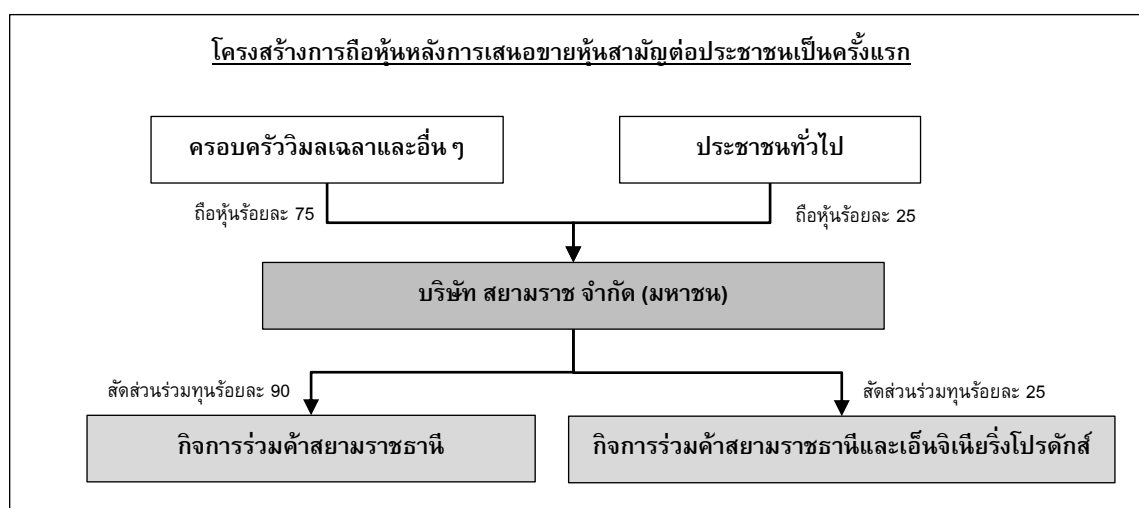 โครงสร้างการถือหุ้นหลังการเสนอขายหุ้นสามัญต่อประชาชนเป็นครั้งแรก
ครอบครัววิมลเฉลาและอื่น ๆ
ประชาชนทั่วไป
ถือหุ้นร้อยละ 75
ถือหุ้นร้อยละ 25
บริษัท สยามราช จำกัด (มหาชน)
สัดส่วนร่วมทุนร้อยละ 90
สัดส่วนร่วมทุนร้อยละ 25
กิจการร่วมค้าสยามราชธานี
กิจการร่วมค้าสยามราชธานีและเอ็นจิเนียริ่งโปรดักส์